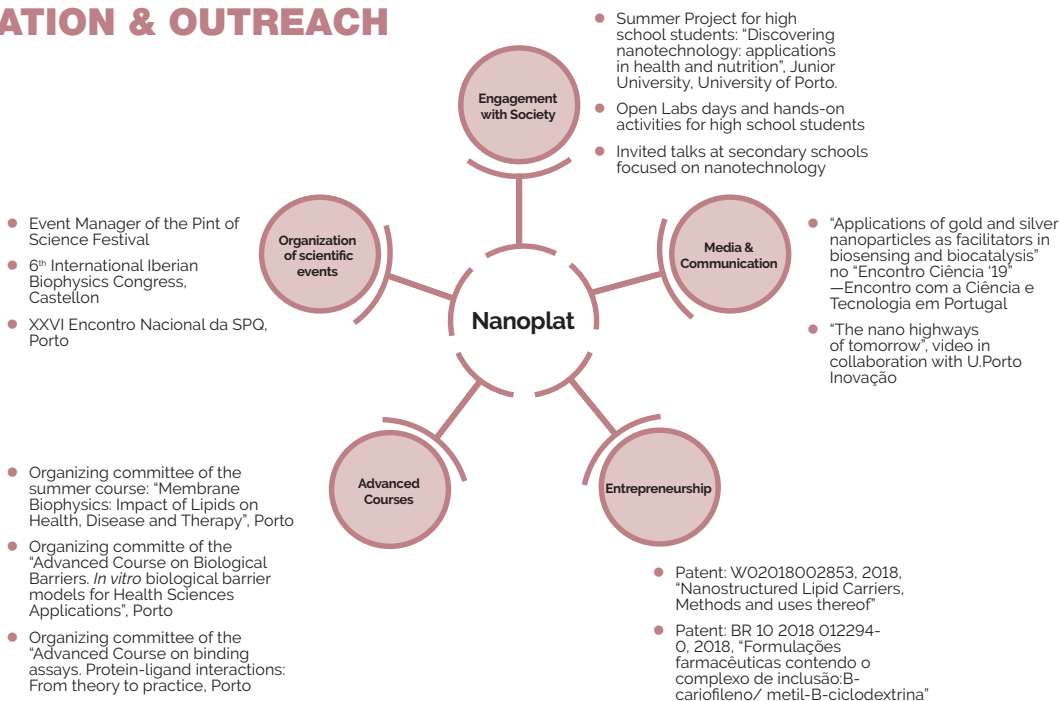 ATION & OUTREACH
Engagement
with Society
Summer Project for high
school students: “Discovering
nanotechnology: applications
in health and nutrition”, Junior
University, University of Porto.
Open Labs days and hands-on
activities for high school students
Invited talks at secondary schools
focused on nanotechnology
Organization
of scientific
events
Event Manager of the Pint of
Science Festival
6th International Iberian
Biophysics Congress,
Castellon
XXVI Encontro Nacional da SPQ,
Porto
Media &
Communication
“Applications of gold and silver
nanoparticles as facilitators in
biosensing and biocatalysis”
no “Encontro Ciência ‘19”
—Encontro com a Ciência e
Tecnologia em Portugal
“The nano highways
of tomorrow”, video in
collaboration with U.Porto
Inovação
Nanoplat
Advanced
Courses
Organizing committee of the
summer course: “Membrane
Biophysics: Impact of Lipids on
Health, Disease and Therapy”, Porto
Organizing committe of the
“Advanced Course on Biological
Barriers. In vitro biological barrier
models for Health Sciences
Applications”, Porto
Organizing committee of the
“Advanced Course on binding
assays. Protein-ligand interactions:
From theory to practice, Porto
Entrepreneurship
Patent: W02018002853, 2018,
“Nanostructured Lipid Carriers,
Methods and uses thereof”
Patent: BR 10 2018 012294-
0, 2018, “Formulações
farmacêuticas contendo o
complexo de inclusão:B-
cariofileno/ metil-B-ciclodextrina”